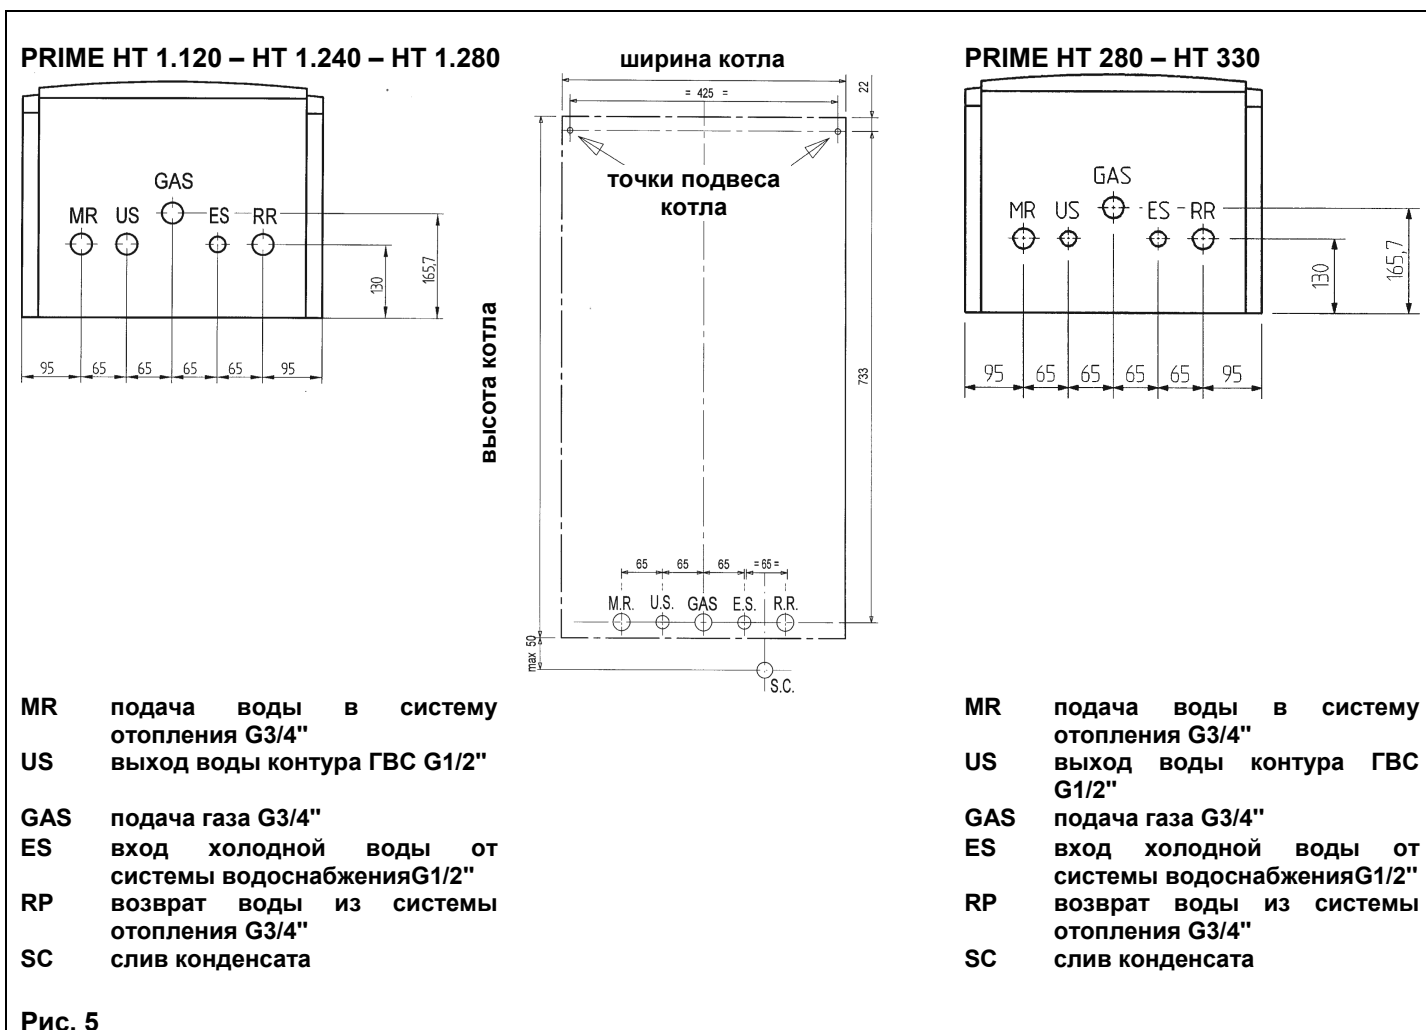 PRIME HT 1.120 – HT 1.240 – HT 1.280
GAS
MR US ES RR
130
165,7
95 65 65 65 65 95
ширина котла
= 425 =
22
точки подвеса
котла
высота котла
733
65 65 65 = 65 =
M.R. U.S. GAS E.S. R.R.
max 50
S.C.
PRIME HT 280 – HT 330
GAS
MR US ES RR
130
165,7
95 65 65 65 65 95
MR подача воды в систему
отопления G3/4"
US выход воды контура ГВС G1/2"
GAS подача газа G3/4"
ES вход холодной воды от
системы водоснабженияG1/2"
RP возврат воды из системы
отопления G3/4"
SC слив конденсата
MR подача воды в систему
отопления G3/4"
US выход воды контура ГВС
G1/2"
GAS подача газа G3/4"
ES вход холодной воды от
системы водоснабженияG1/2"
RP возврат воды из системы
отопления G3/4"
SC слив конденсата
Рис. 5